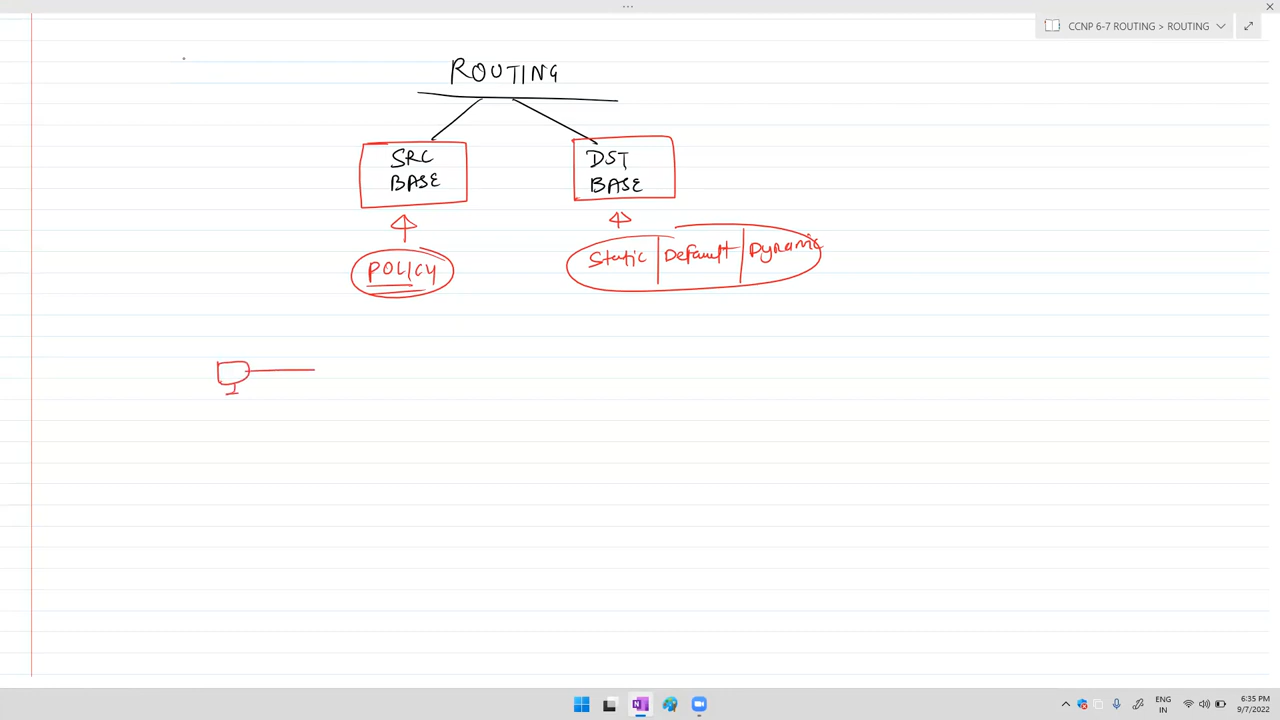 CCNP 6-7 ROUTING > ROUTING
ROUTING
SRC
BASE
DST
BASE
POLICY
Static | Default | Dynamic
ENG
IN
6:35 PM
9/7/2022